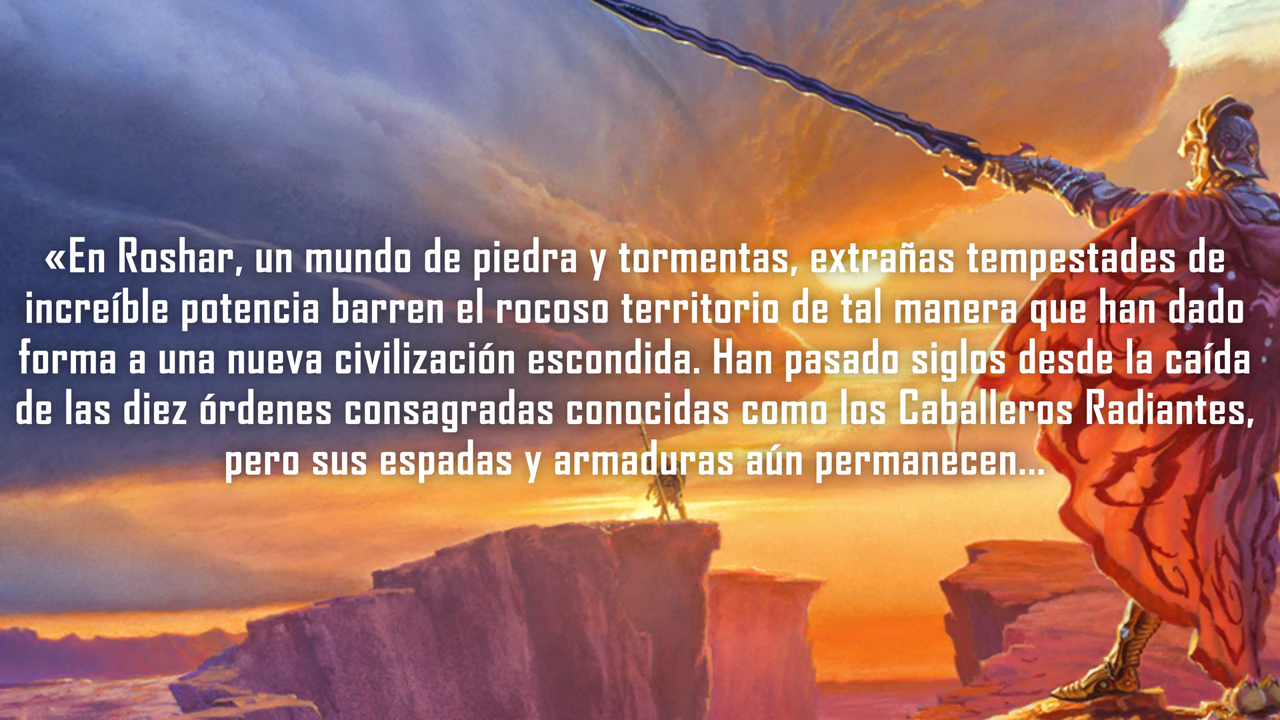 «En Roshar, un mundo de piedra y tormentas, extrañas tempestades de
increíble potencia barren el rocoso territorio de tal manera que han dado
forma a una nueva civilización escondida. Han pasado siglos desde la caída
de las diez órdenes consagradas conocidas como los Caballeros Radiantes,
pero sus espadas y armaduras aún permanecen...